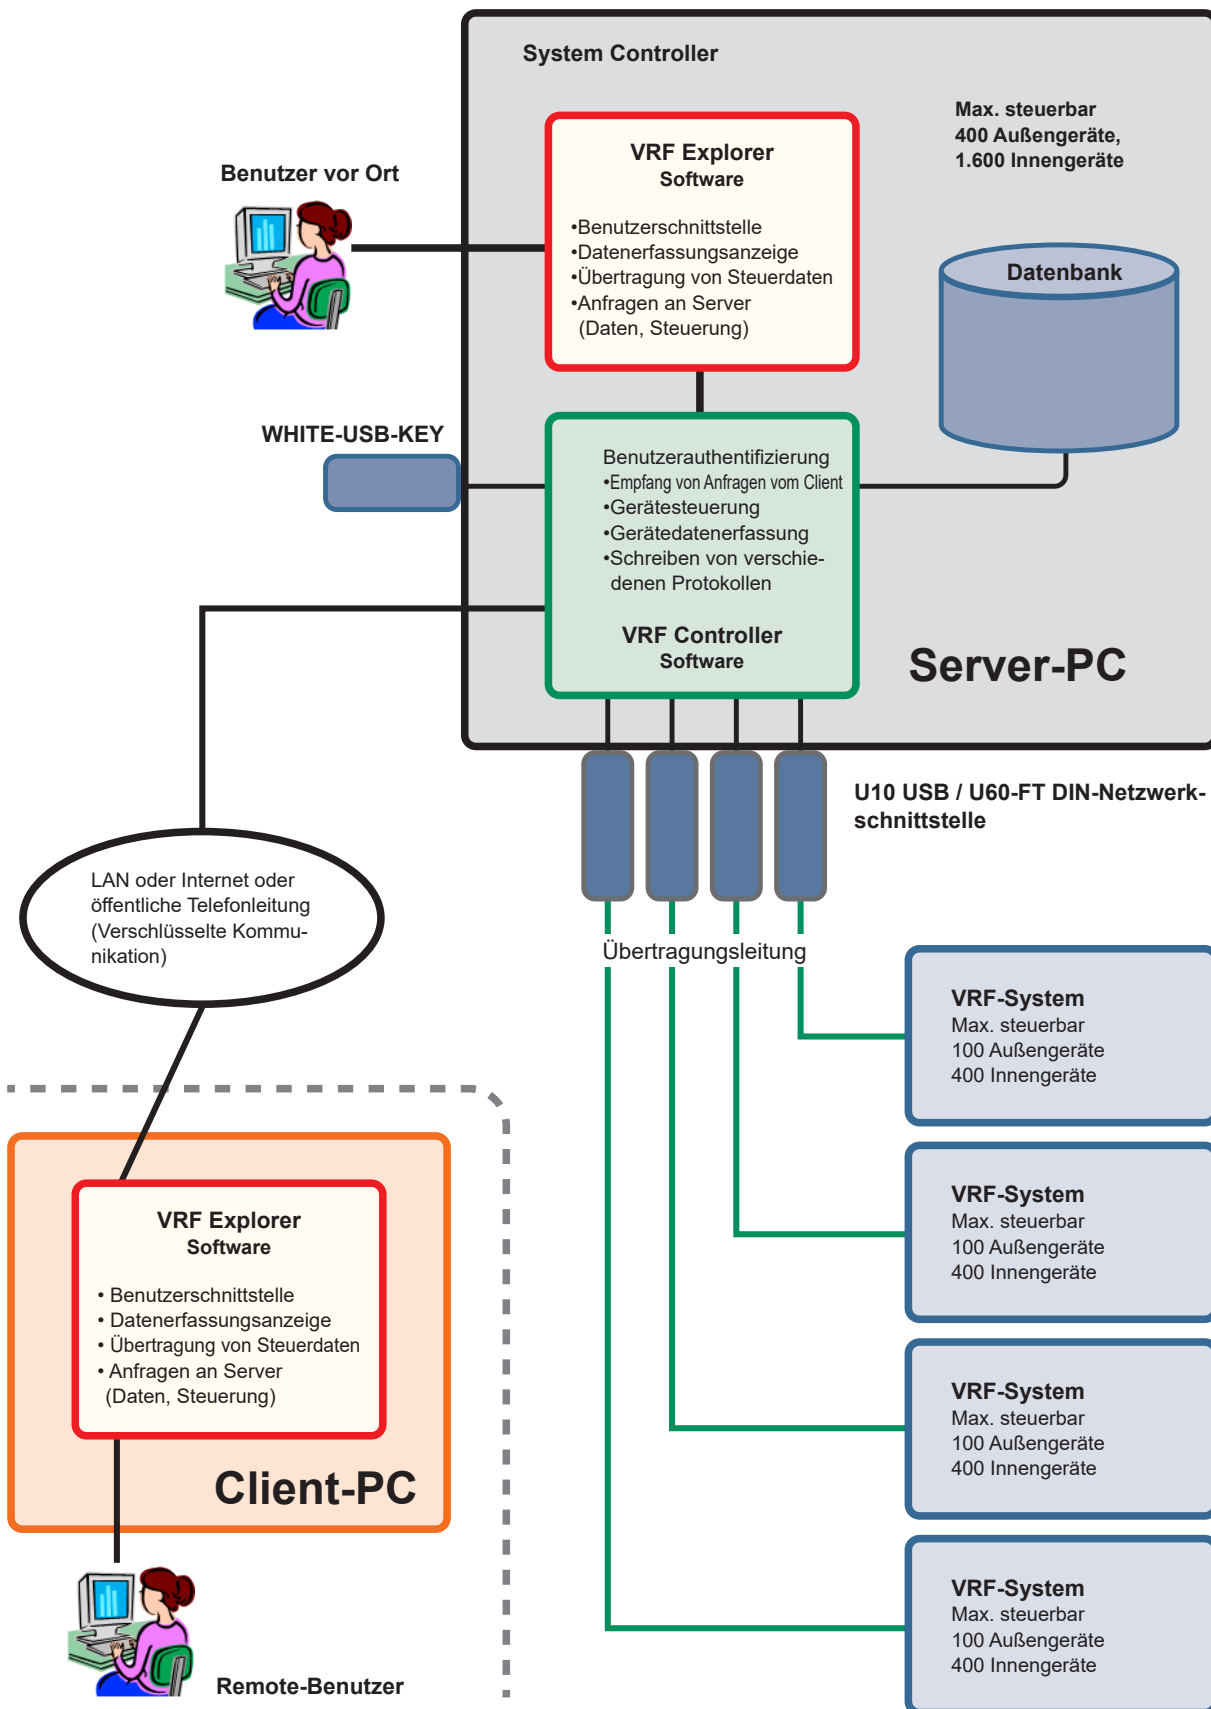 System Controller
Max. steuerbar
400 Außengeräte,
1.600 Innengeräte
VRF Explorer
Software
•Benutzerschnittstelle
•Datenerfassungsanzeige
•Übertragung von Steuerdaten
•Anfragen an Server
(Daten, Steuerung)
Benutzer vor Ort
Datenbank
WHITE-USB-KEY
Benutzerauthentifizierung
•Empfang von Anfragen vom Client
•Gerätesteuerung
•Gerätedatenerfassung
•Schreiben von verschie-
denen Protokollen
VRF Controller
Software
Server-PC
U10 USB / U60-FT DIN-Netzwerk-
schnittstelle
LAN oder Internet oder
öffentliche Telefonleitung
(Verschlüsselte Kommu-
nikation)
Übertragungsleitung
VRF-System
Max. steuerbar
100 Außengeräte
400 Innengeräte
VRF-System
Max. steuerbar
100 Außengeräte
400 Innengeräte
VRF-System
Max. steuerbar
100 Außengeräte
400 Innengeräte
VRF-System
Max. steuerbar
100 Außengeräte
400 Innengeräte
VRF Explorer
Software
• Benutzerschnittstelle
• Datenerfassungsanzeige
• Übertragung von Steuerdaten
• Anfragen an Server
(Daten, Steuerung)
Client-PC
Remote-Benutzer